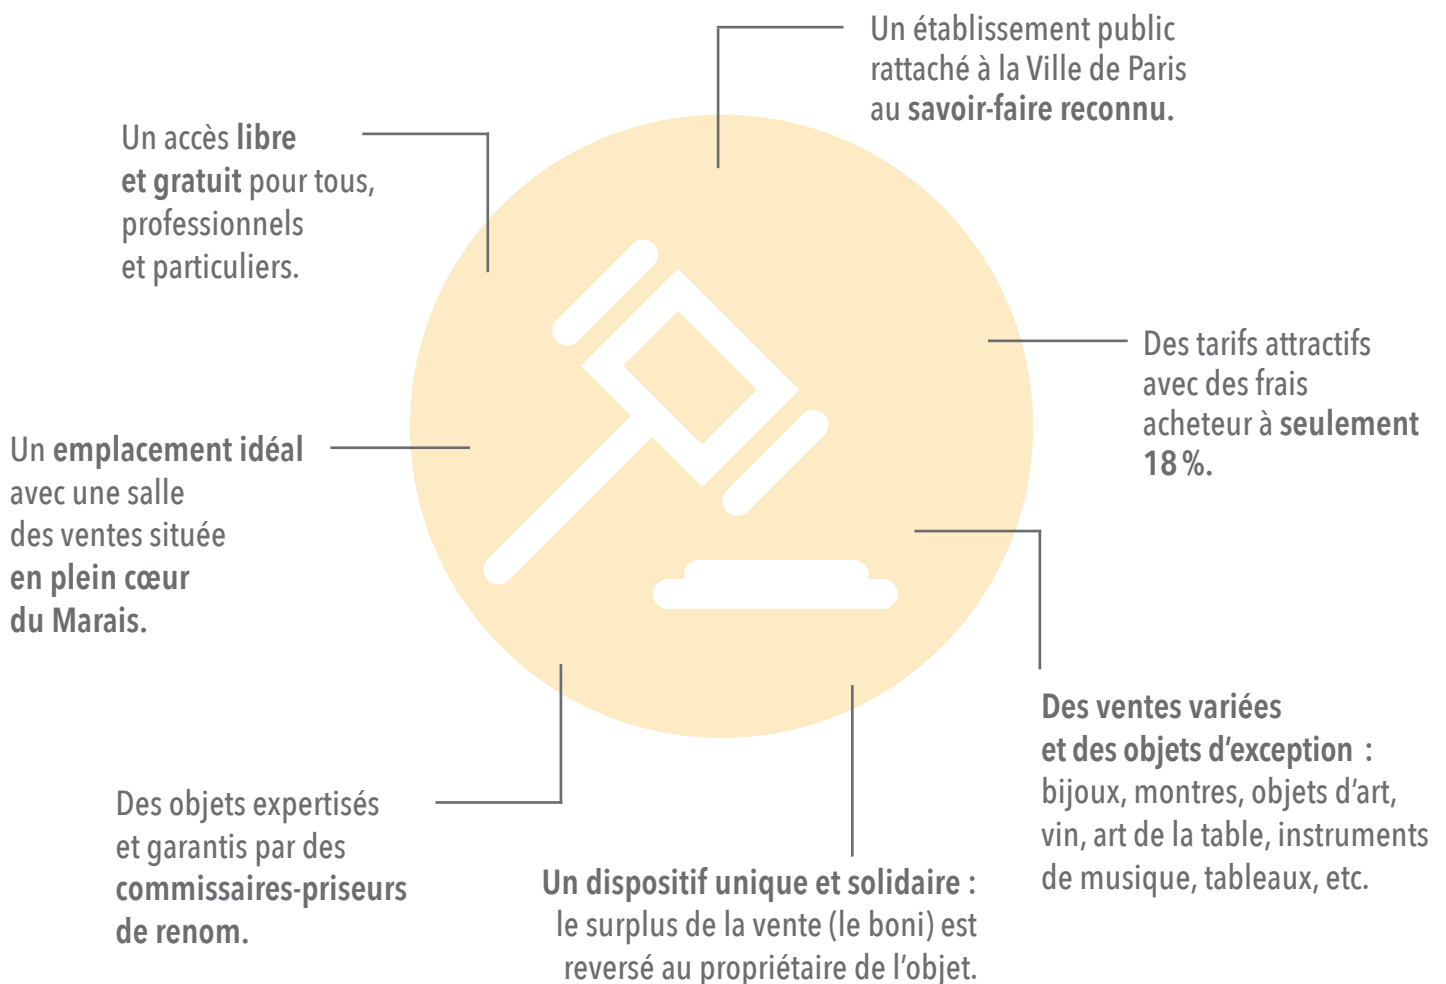 Un établissement public
rattaché à la Ville de Paris
au savoir-faire reconnu.
Un accès libre
et gratuit pour tous,
professionnels
et particuliers.
Des tarifs attractifs
avec des frais
acheteur à seulement
18 %.
Un emplacement idéal
avec une salle
des ventes située
en plein cœur
du Marais.
Des ventes variées
et des objets d’exception :
bijoux, montres, objets d’art,
vin, art de la table, instruments
de musique, tableaux, etc.
Des objets expertisés
et garantis par des
commissaires-priseurs
de renom.
Un dispositif unique et solidaire :
le surplus de la vente (le boni) est
reversé au propriétaire de l’objet.